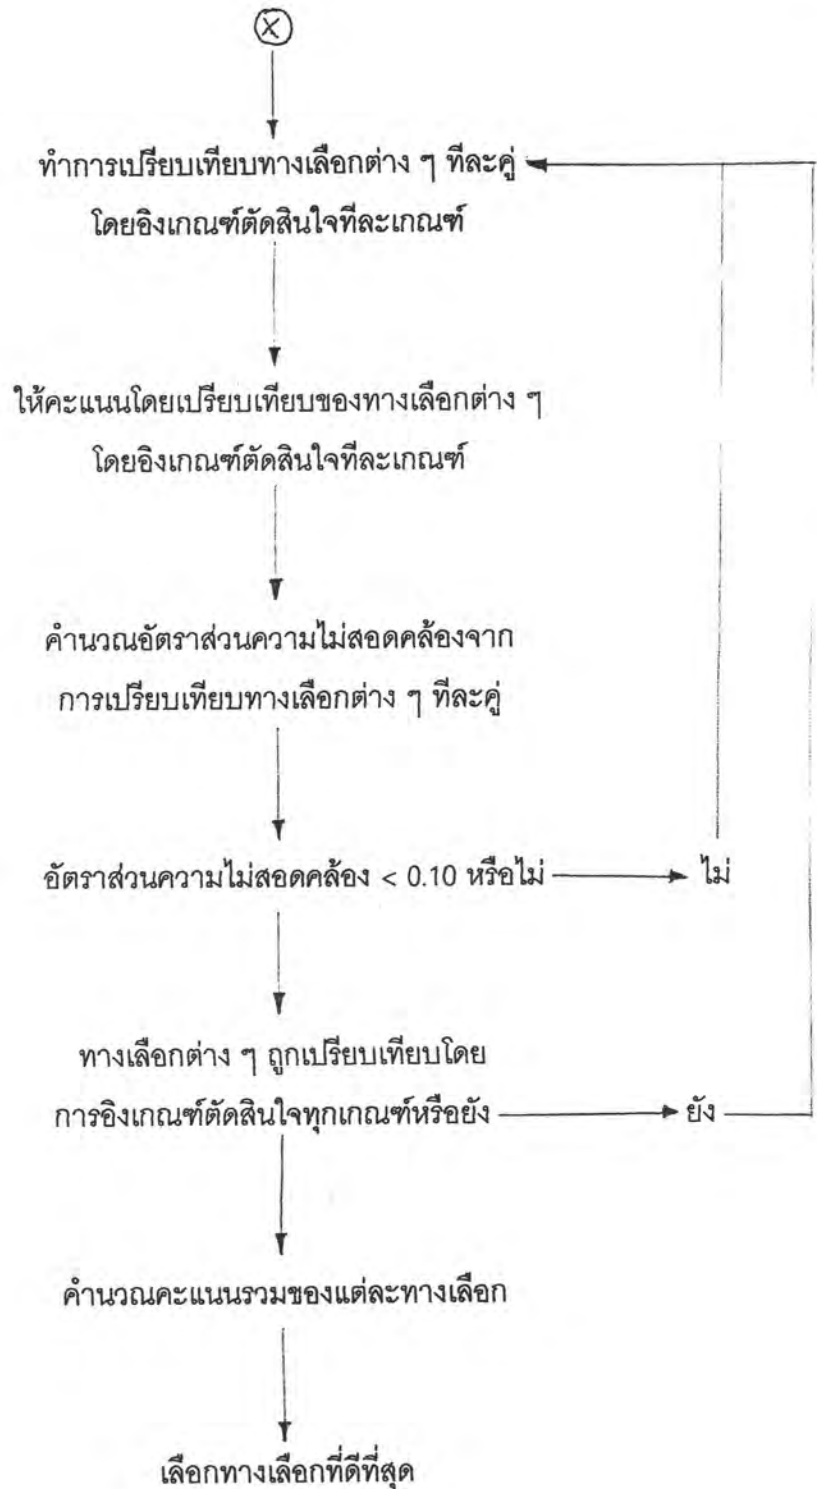 X
ทำการเปรียบเทียบทางเลือกต่าง ๆ ทีละคู่
โดยอิงเกณฑ์ตัดสินใจทีละเกณฑ์
ให้คะแนนโดยเปรียบเทียบของทางเลือกต่าง ๆ
โดยอิงเกณฑ์ตัดสินใจทีละเกณฑ์
คำนวณอัตราส่วนความไม่สอดคล้องจาก
การเปรียบเทียบทางเลือกต่าง ๆ ทีละคู่
อัตราส่วนความไม่สอดคล้อง < 0.10 หรือไม่ ไม่
ทางเลือกต่าง ๆ ถูกเปรียบเทียบโดย
การอิงเกณฑ์ตัดสินใจทุกเกณฑ์หรือยัง ยัง
คำนวณคะแนนรวมของแต่ละทางเลือก
เลือกทางเลือกที่ดีที่สุด